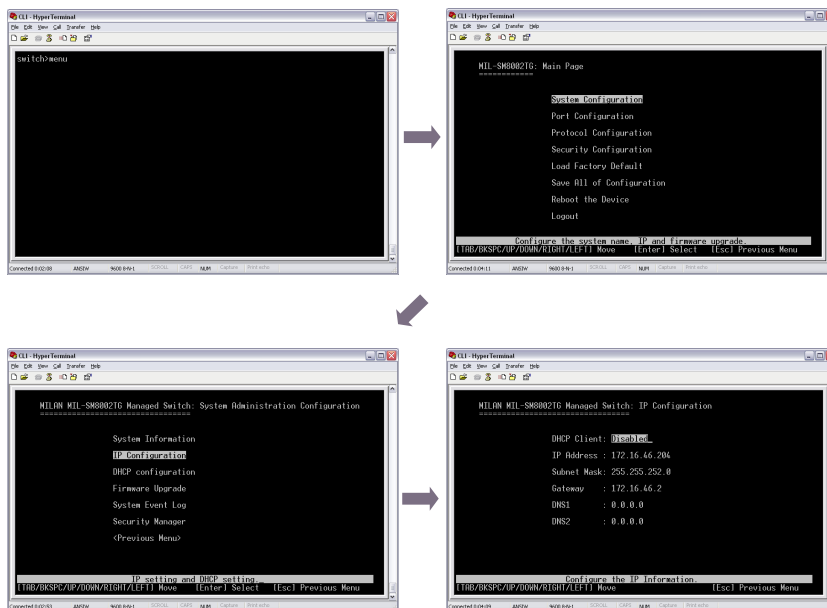 CLI - HyperTerminal
File Edit View Call Transfer Help
switch>menu
Connected 0:02:08 ANSIW 9600 8-N-1 SCROLL CAPS NUM Capture Print echo
CLI - HyperTerminal
File Edit View Call Transfer Help
MIL-SM8002TG: Main Page
============
System Configuration
Port Configuration
Protocol Configuration
Security Configuration
Load Factory Default
Save All of Configuration
Reboot the Device
Logout
Configure the system name, IP and firmware upgrade.
[TAB/BKSPC/UP/DOWN/RIGHT/LEFT] Move [Enter] Select [Esc] Previous Menu
Connected 0:04:11 ANSIW 9600 8-N-1 SCROLL CAPS NUM Capture Print echo
CLI - HyperTerminal
File Edit View Call Transfer Help
MILAN MIL-SM8002TG Managed Switch: System Administration Configuration
=================================
System Information
IP Configuration
DHCP configuration
Firmware Upgrade
System Event Log
Security Manager
<Previous Menu>
IP setting and DHCP setting._
[TAB/BKSPC/UP/DOWN/RIGHT/LEFT] Move [Enter] Select [Esc] Previous Menu
Connected 0:02:53 ANSIW 9600 8-N-1 SCROLL CAPS NUM Capture Print echo
CLI - HyperTerminal
File Edit View Call Transfer Help
MILAN MIL-SM8002TG Managed Switch: IP Configuration
=================================
DHCP Client: Disabled_
IP Address : 172.16.46.204
Subnet Mask: 255.255.252.0
Gateway : 172.16.46.2
DNS1 : 0.0.0.0
DNS2 : 0.0.0.0
Configure the IP Information.
[TAB/BKSPC/UP/DOWN/RIGHT/LEFT] Move [Esc] Previous Menu
Connected 0:04:09 ANSIW 9600 8-N-1 SCROLL CAPS NUM Capture Print echo